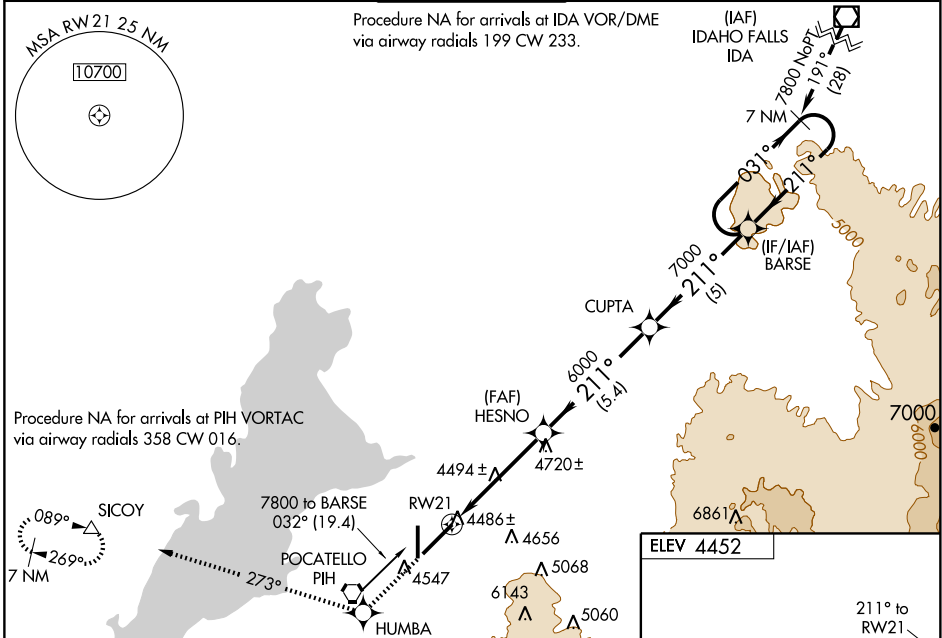 MSA RW21 25 NM
10700
Procedure NA for arrivals at IDA VOR/DME
via airway radials 199 CW 233.
(IAF)
IDAHO FALLS
IDA
7800 NoPT
191°
(28)
7 NM
031°
211°
5000
(IF/IAF)
BARSE
7000
211°
(5)
CUPTA
6000
211°
(5.4)
(FAF)
HESNO
7000
6000
Procedure NA for arrivals at PIH VORTAC
via airway radials 358 CW 016.
4494 ±
4720 ±
7800 to BARSE
032° (19.4)
RW21
4486 ±
6861
SICOY
089°
269°
7 NM
4656
ELEV 4452
POCATELLO
PIH
273°
4547
5068
6143
5060
HUMBA
211° to
RW21